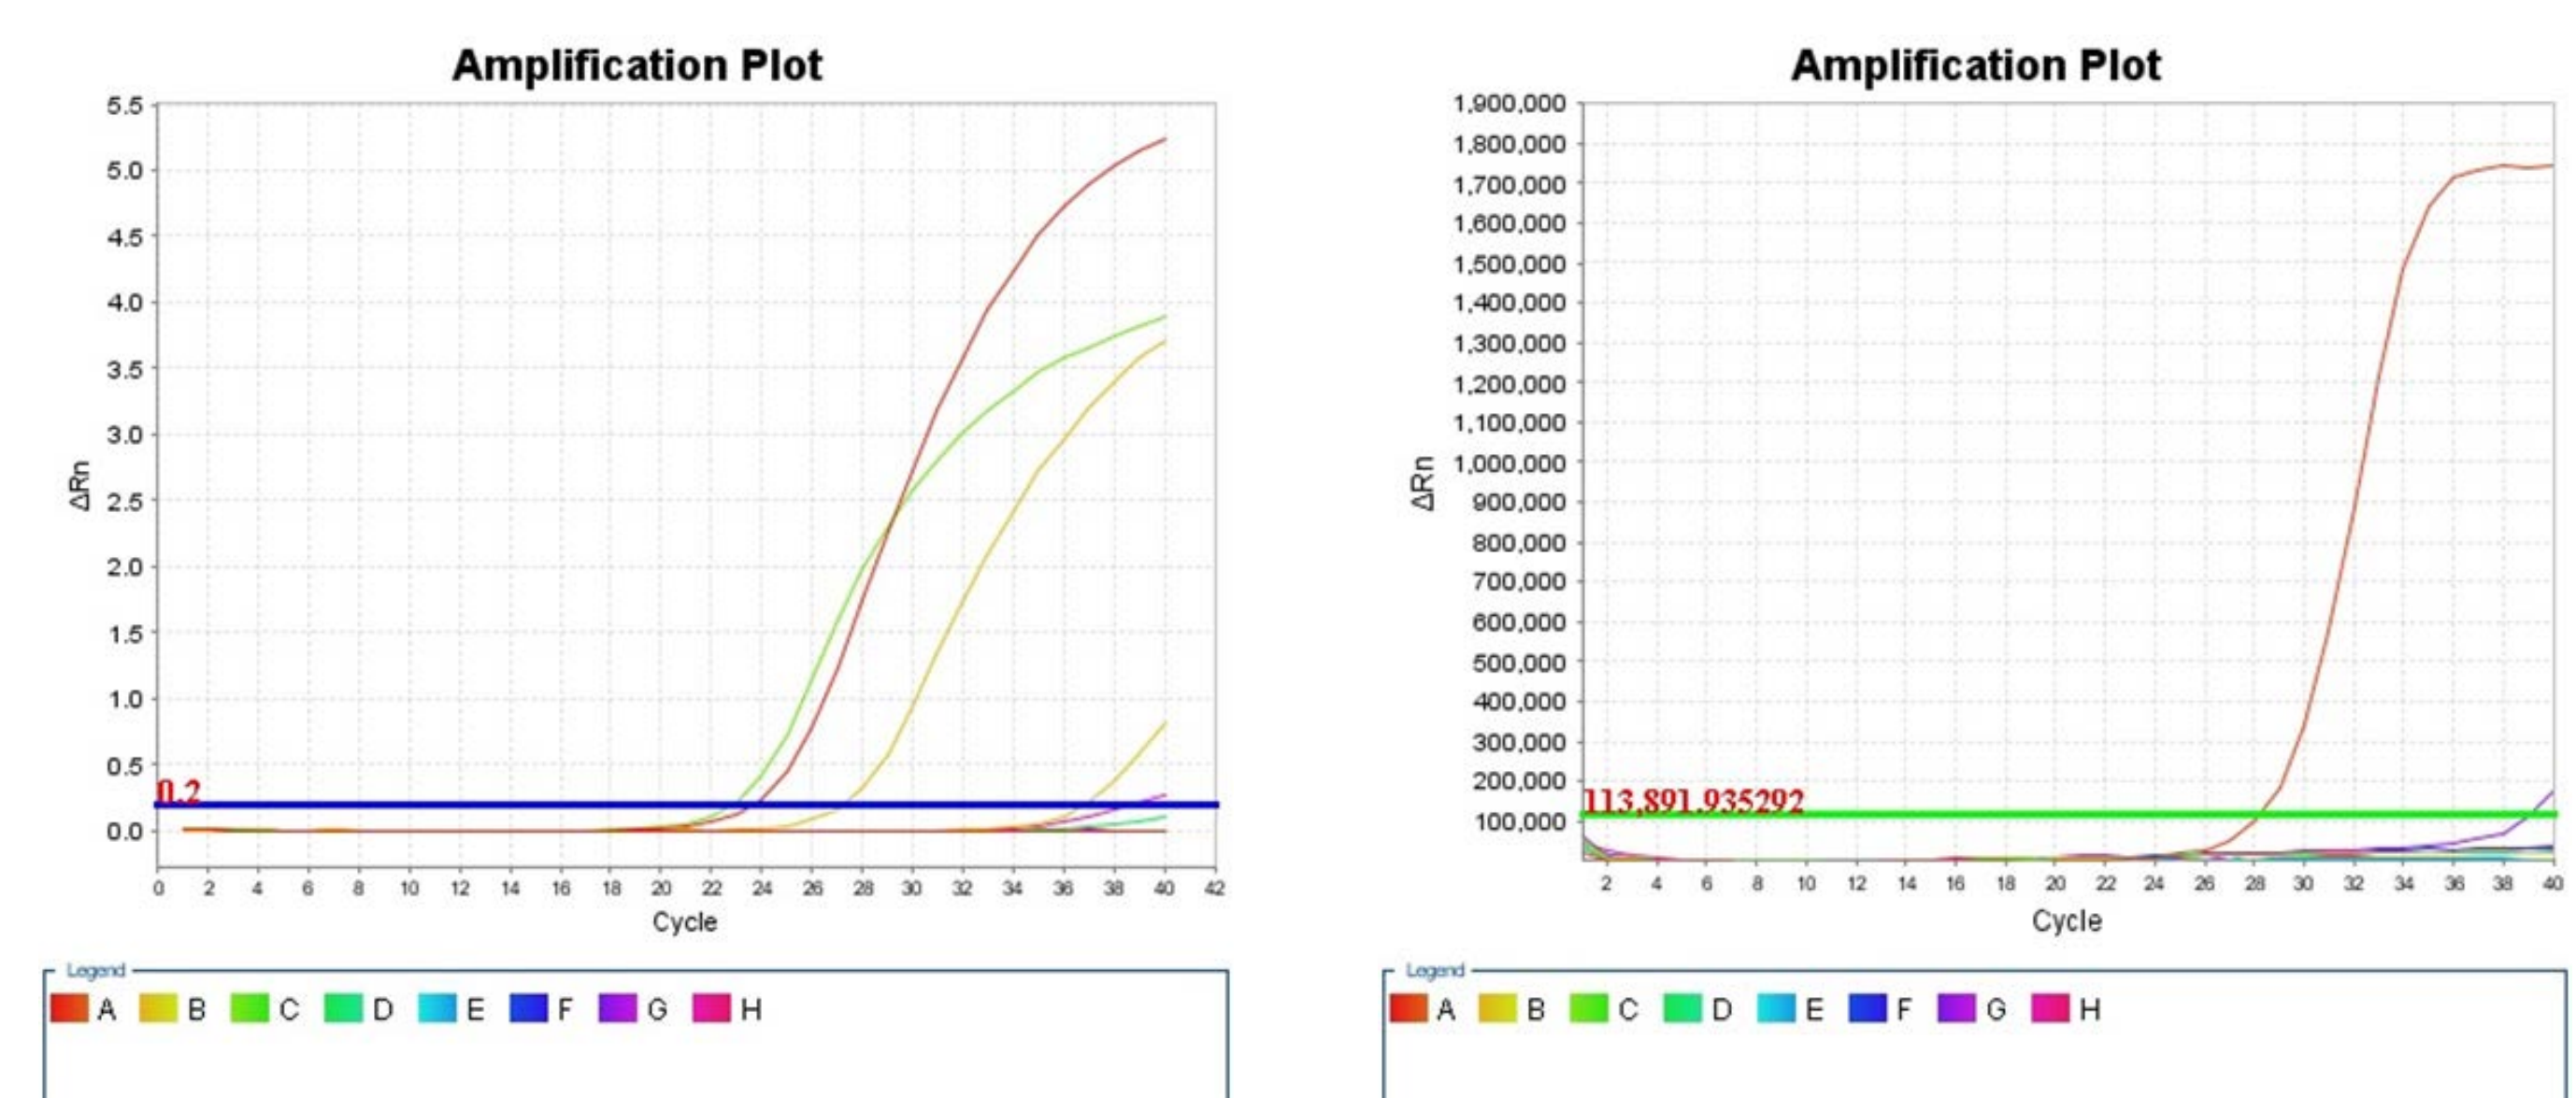 Amplification Plot
5.5
5.0
4.5
4.0
3.5
3.0
2.5
2.0
1.5
1.0
0.5
0.0
ΔRn
0.2
0 2 4 6 8 10 12 14 16 18 20 22 24 26 28 30 32 34 36 38 40 42
Cycle
Legend
A B C D E F G H
Amplification Plot
1,900,000
1,800,000
1,700,000
1,600,000
1,500,000
1,400,000
1,300,000
1,200,000
1,100,000
1,000,000
900,000
800,000
700,000
600,000
500,000
400,000
300,000
200,000
100,000
ΔRn
113,891.935292
2 4 6 8 10 12 14 16 18 20 22 24 26 28 30 32 34 36 38 40
Cycle
Legend
A B C D E F G H